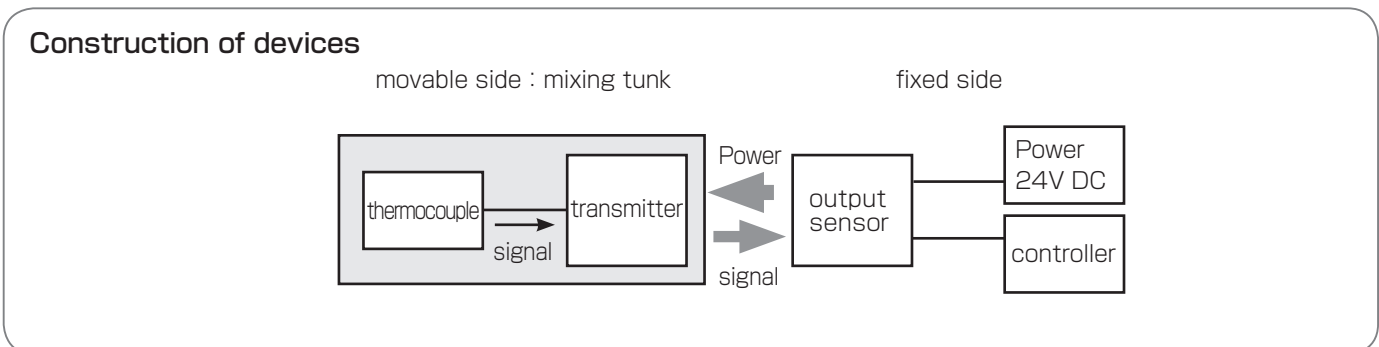 Construction of devices
movable side : mixing tunk
fixed side
thermocouple
signal
transmitter
Power
signal
output
sensor
Power
24V DC
controller